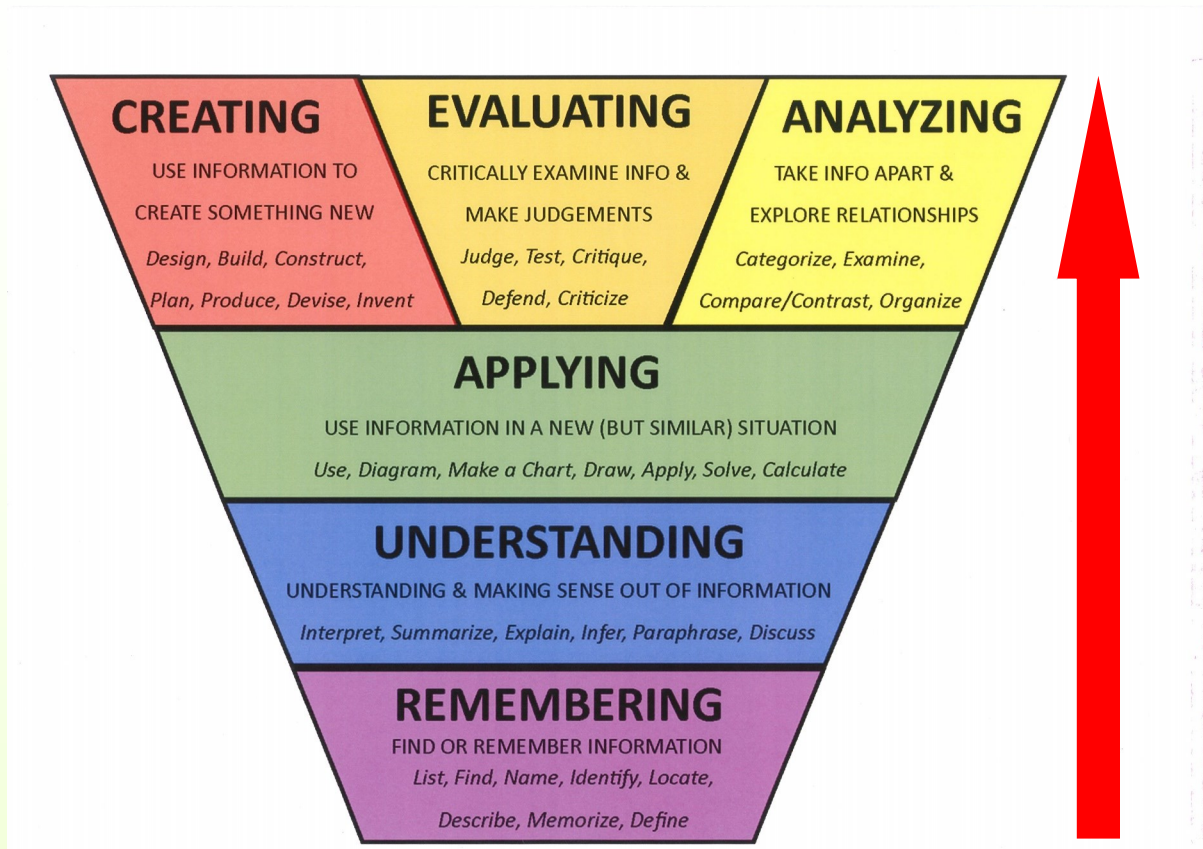 CREATING
USE INFORMATION TO
CREATE SOMETHING NEW
Design, Build, Construct,
Plan, Produce, Devise, Invent
EVALUATING
CRITICALLY EXAMINE INFO &
MAKE JUDGEMENTS
Judge, Test, Critique,
Defend, Criticize
ANALYZING
TAKE INFO APART &
EXPLORE RELATIONSHIPS
Categorize, Examine,
Compare/Contrast, Organize
APPLYING
USE INFORMATION IN A NEW (BUT SIMILAR) SITUATION
Use, Diagram, Make a Chart, Draw, Apply, Solve, Calculate
UNDERSTANDING
UNDERSTANDING & MAKING SENSE OUT OF INFORMATION
Interpret, Summarize, Explain, Infer, Paraphrase, Discuss
REMEMBERING
FIND OR REMEMBER INFORMATION
List, Find, Name, Identify, Locate,
Describe, Memorize, Define